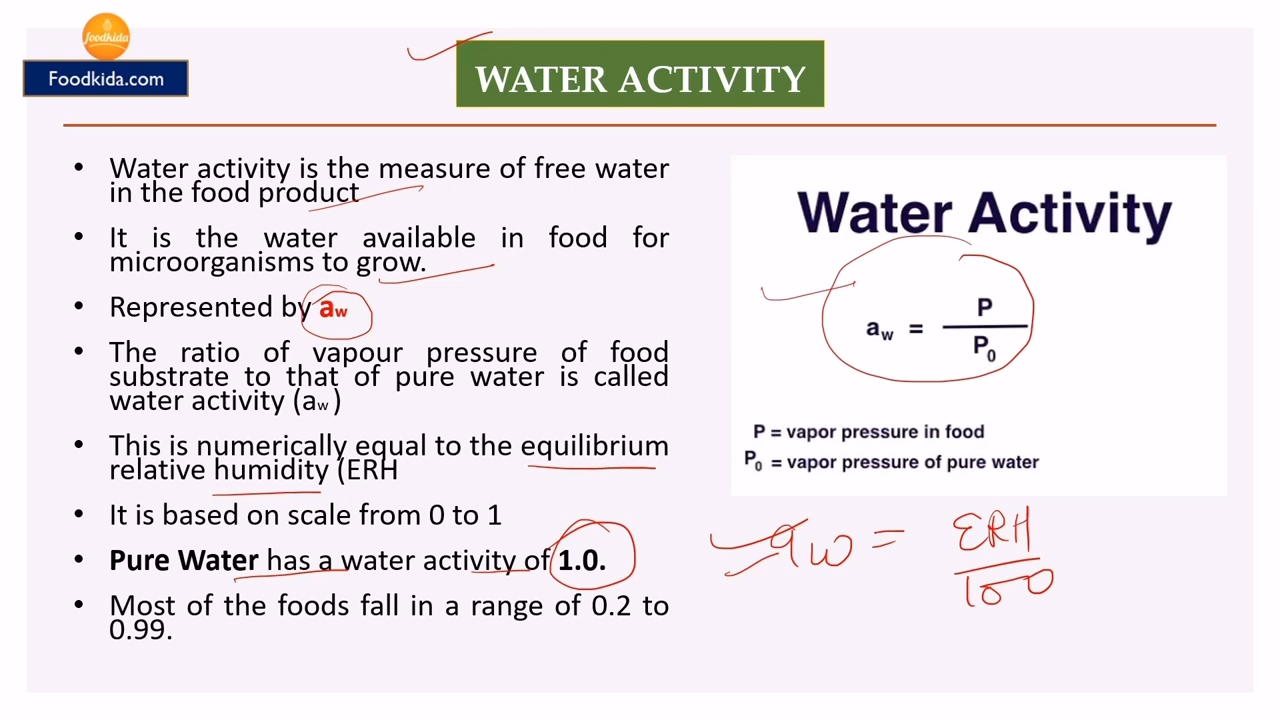 foodkida
Foodkida.com
WATER ACTIVITY
• Water activity is the measure of free water
in the food product
• It is the water available in food for
microorganisms to grow.
• Represented by aw
• The ratio of vapour pressure of food
substrate to that of pure water is called
water activity (aw )
• This is numerically equal to the equilibrium
relative humidity (ERH
• It is based on scale from 0 to 1
• Pure Water has a water activity of 1.0.
• Most of the foods fall in a range of 0.2 to
0.99.
Water Activity
aw = P
P0
P = vapor pressure in food
P0 = vapor pressure of pure water
aw = ERH
100